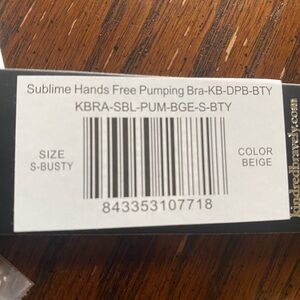 Sublime Hands Free Pumping Bra-KB-DPB-BTY
KBRA-SBL-PUM-BGE-S-BTY
SIZE
S-BUSTY
COLOR
BEIGE
843353107718
kindredbravely.com